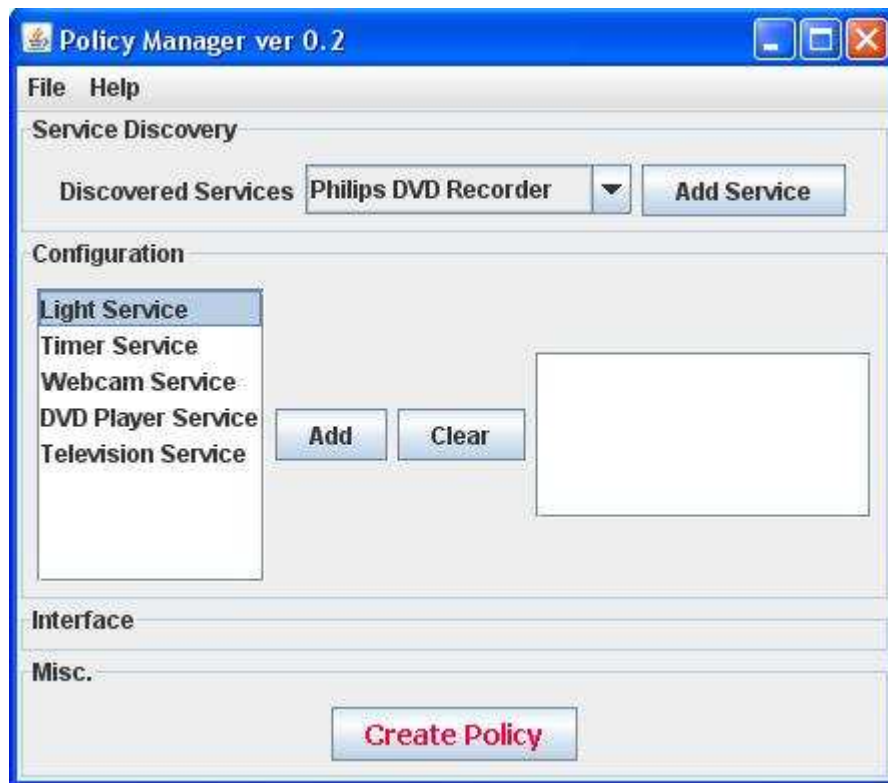 Policy Manager ver 0.2
File Help
Service Discovery
Discovered Services Philips DVD Recorder Add Service
Configuration
Light Service
Timer Service
Webcam Service
DVD Player Service
Television Service
Add Clear
Interface
Misc.
Create Policy